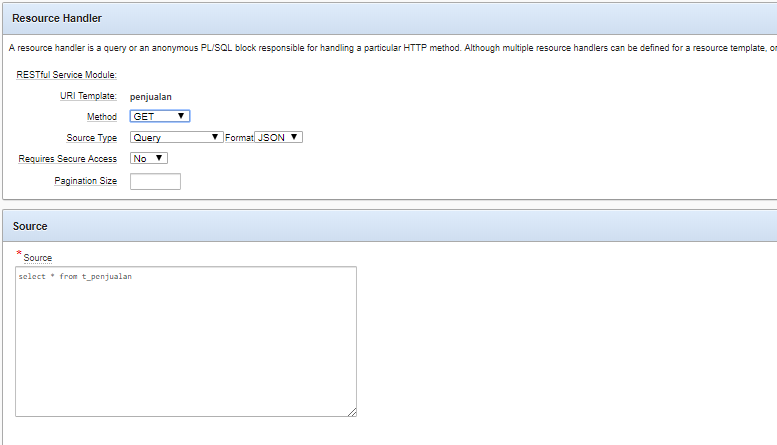 Resource Handler
A resource handler is a query or an anonymous PL/SQL block responsible for handling a particular HTTP method. Although multiple resource handlers can be defined for a resource template, or
RESTful Service Module:
URI Template: penjualan
Method GET
Source Type Query Format JSON
Requires Secure Access No
Pagination Size
Source
* Source
select * from t_penjualan